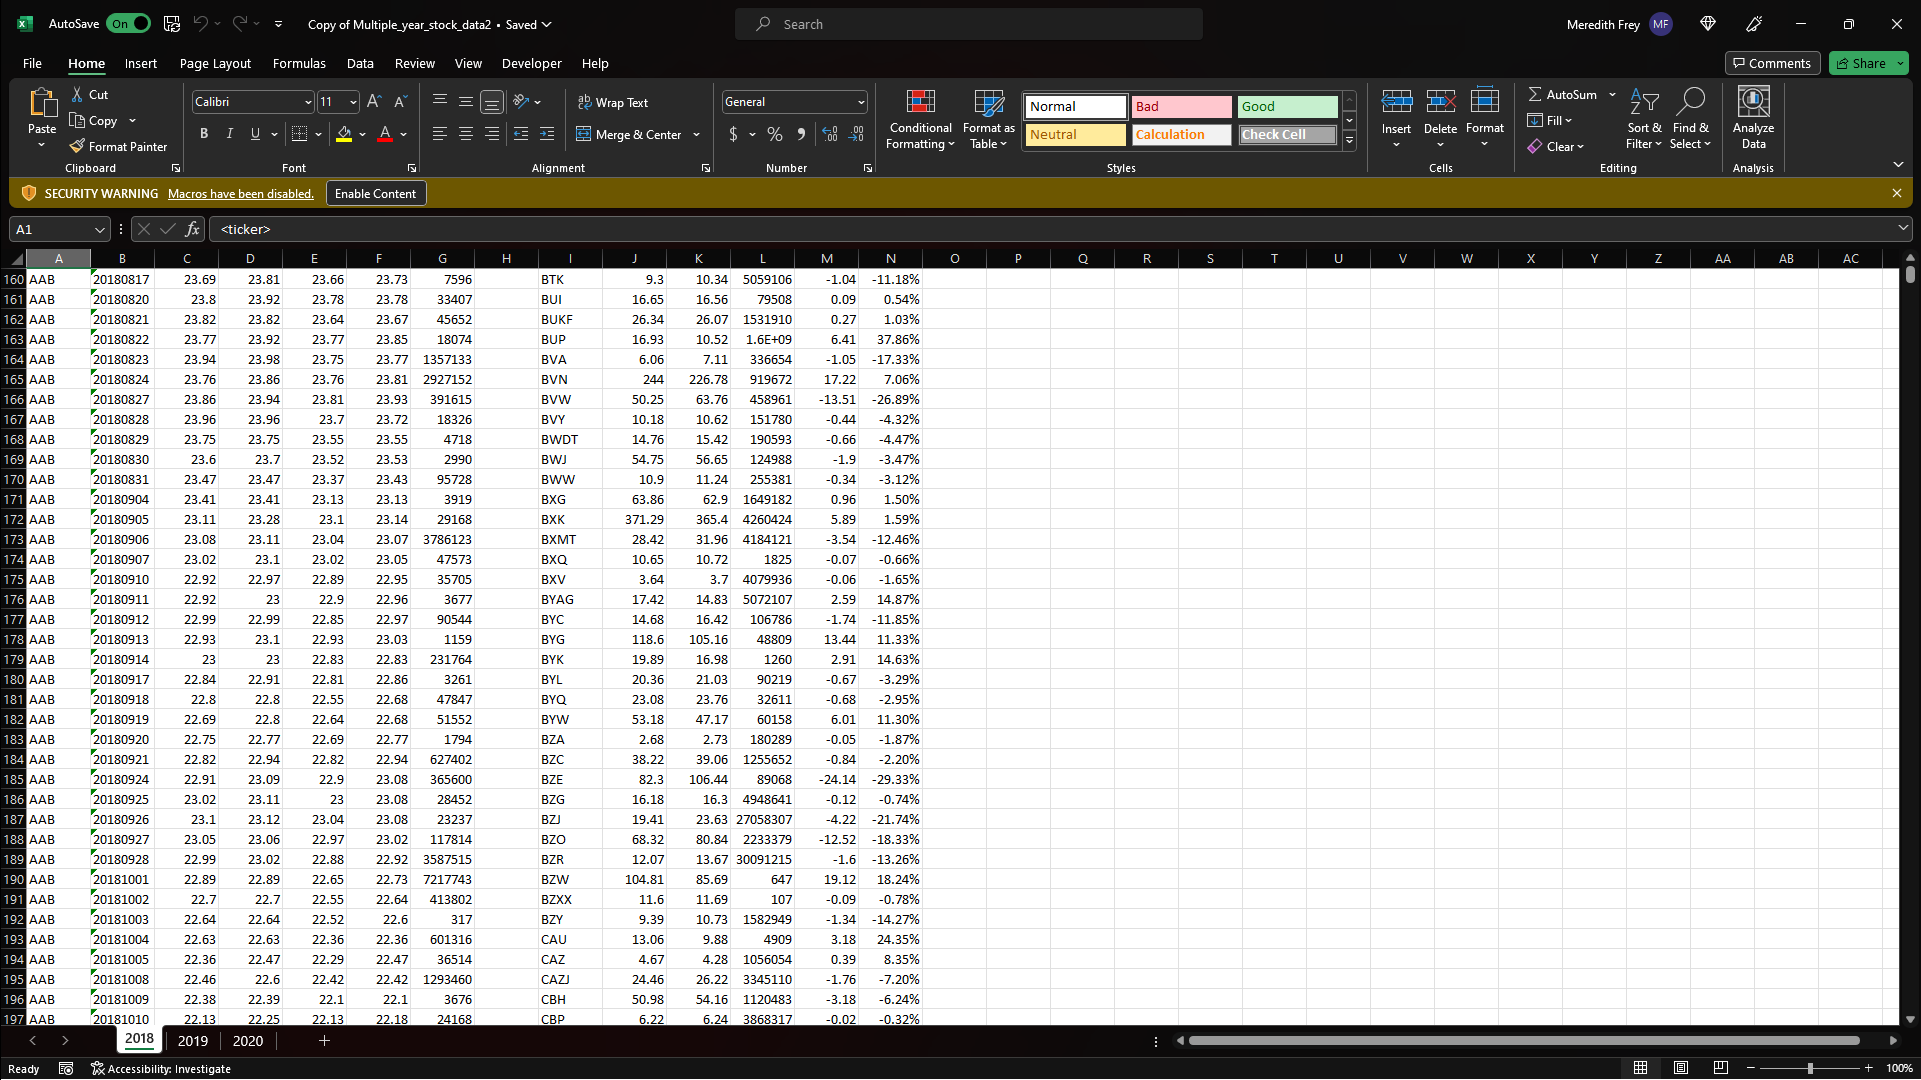 AutoSave On Copy of Multiple_year_stock_data2 • Saved Search Meredith Frey MF
File Home Insert Page Layout Formulas Data Review View Developer Help Comments Share
Paste Cut Copy Format Painter Clipboard
Calibri 11 B I U Font
ab Wrap Text Merge & Center Alignment
General $ % Number
Conditional Formatting Format as Table Normal Bad Good Neutral Calculation Check Cell Styles
Insert Delete Format Cells
AutoSum Fill Clear Sort & Filter Find & Select Editing
Analyze Data Analysis
SECURITY WARNING Macros have been disabled. Enable Content
A1 fx <ticker>
A B C D E F G H I J K L M N O P Q R S T U V W X Y Z AA AB AC
160 AAB 20180817 23.69 23.81 23.66 23.73 7596 BTK 9.3 10.34 5059106 -1.04 -11.18%
161 AAB 20180820 23.8 23.92 23.78 23.78 33407 BUI 16.65 16.56 79508 0.09 0.54%
162 AAB 20180821 23.82 23.82 23.64 23.67 45652 BUKF 26.34 26.07 1531910 0.27 1.03%
163 AAB 20180822 23.77 23.92 23.77 23.85 18074 BUP 16.93 10.52 1.6E+09 6.41 37.86%
164 AAB 20180823 23.94 23.98 23.75 23.77 1357133 BVA 6.06 7.11 336654 -1.05 -17.33%
165 AAB 20180824 23.76 23.86 23.76 23.81 2927152 BVN 244 226.78 919672 17.22 7.06%
166 AAB 20180827 23.86 23.94 23.81 23.93 391615 BVW 50.25 63.76 458961 -13.51 -26.89%
167 AAB 20180828 23.96 23.96 23.7 23.72 18326 BVY 10.18 10.62 151780 -0.44 -4.32%
168 AAB 20180829 23.75 23.75 23.55 23.55 4718 BWDT 14.76 15.42 190593 -0.66 -4.47%
169 AAB 20180830 23.6 23.7 23.52 23.53 2990 BWJ 54.75 56.65 124988 -1.9 -3.47%
170 AAB 20180831 23.47 23.47 23.37 23.43 95728 BWW 10.9 11.24 255381 -0.34 -3.12%
171 AAB 20180904 23.41 23.41 23.13 23.13 3919 BXG 63.86 62.9 1649182 0.96 1.50%
172 AAB 20180905 23.11 23.28 23.1 23.14 29168 BXK 371.29 365.4 4260424 5.89 1.59%
173 AAB 20180906 23.08 23.11 23.04 23.07 3786123 BXMT 28.42 31.96 4184121 -3.54 -12.46%
174 AAB 20180907 23.02 23.1 23.02 23.05 47573 BXQ 10.65 10.72 1825 -0.07 -0.66%
175 AAB 20180910 22.92 22.97 22.89 22.95 35705 BXV 3.64 3.7 4079936 -0.06 -1.65%
176 AAB 20180911 22.92 23 22.9 22.96 3677 BYAG 17.42 14.83 5072107 2.59 14.87%
177 AAB 20180912 22.99 22.99 22.85 22.97 90544 BYC 14.68 16.42 106786 -1.74 -11.85%
178 AAB 20180913 22.93 23.1 22.93 23.03 1159 BYG 118.6 105.16 48809 13.44 11.33%
179 AAB 20180914 23 23 22.83 22.83 231764 BYK 19.89 16.98 1260 2.91 14.63%
180 AAB 20180917 22.84 22.91 22.81 22.86 3261 BYL 20.36 21.03 90219 -0.67 -3.29%
181 AAB 20180918 22.8 22.8 22.55 22.68 47847 BYQ 23.08 23.76 32611 -0.68 -2.95%
182 AAB 20180919 22.69 22.8 22.64 22.68 51552 BYW 53.18 47.17 60158 6.01 11.30%
183 AAB 20180920 22.75 22.77 22.69 22.77 1794 BZA 2.68 2.73 180289 -0.05 -1.87%
184 AAB 20180921 22.82 22.94 22.82 22.94 627402 BZC 38.22 39.06 1255652 -0.84 -2.20%
185 AAB 20180924 22.91 23.09 22.9 23.08 365600 BZE 82.3 106.44 89068 -24.14 -29.33%
186 AAB 20180925 23.02 23.11 23 23.08 28452 BZG 16.18 16.3 4948641 -0.12 -0.74%
187 AAB 20180926 23.1 23.12 23.04 23.08 23237 BZJ 19.41 23.63 27058307 -4.22 -21.74%
188 AAB 20180927 23.05 23.06 22.97 23.02 117814 BZO 68.32 80.84 2233379 -12.52 -18.33%
189 AAB 20180928 22.99 23.02 22.88 22.92 3587515 BZR 12.07 13.67 30091215 -1.6 -13.26%
190 AAB 20181001 22.89 22.89 22.65 22.73 7217743 BZW 104.81 85.69 647 19.12 18.24%
191 AAB 20181002 22.7 22.7 22.55 22.64 413802 BZXX 11.6 11.69 107 -0.09 -0.78%
192 AAB 20181003 22.64 22.64 22.52 22.6 317 BZY 9.39 10.73 1582949 -1.34 -14.27%
193 AAB 20181004 22.63 22.63 22.36 22.36 601316 CAU 13.06 9.88 4909 3.18 24.35%
194 AAB 20181005 22.36 22.47 22.29 22.47 36514 CAZ 4.67 4.28 1056054 0.39 8.35%
195 AAB 20181008 22.46 22.6 22.42 22.42 1293460 CAZJ 24.46 26.22 3345110 -1.76 -7.20%
196 AAB 20181009 22.38 22.39 22.1 22.1 3676 CBH 50.98 54.16 1120483 -3.18 -6.24%
197 AAB 20181010 22.13 22.25 22.13 22.18 24168 CBP 6.22 6.24 3868317 -0.02 -0.32%
2018 2019 2020
Ready Accessibility: Investigate 100%